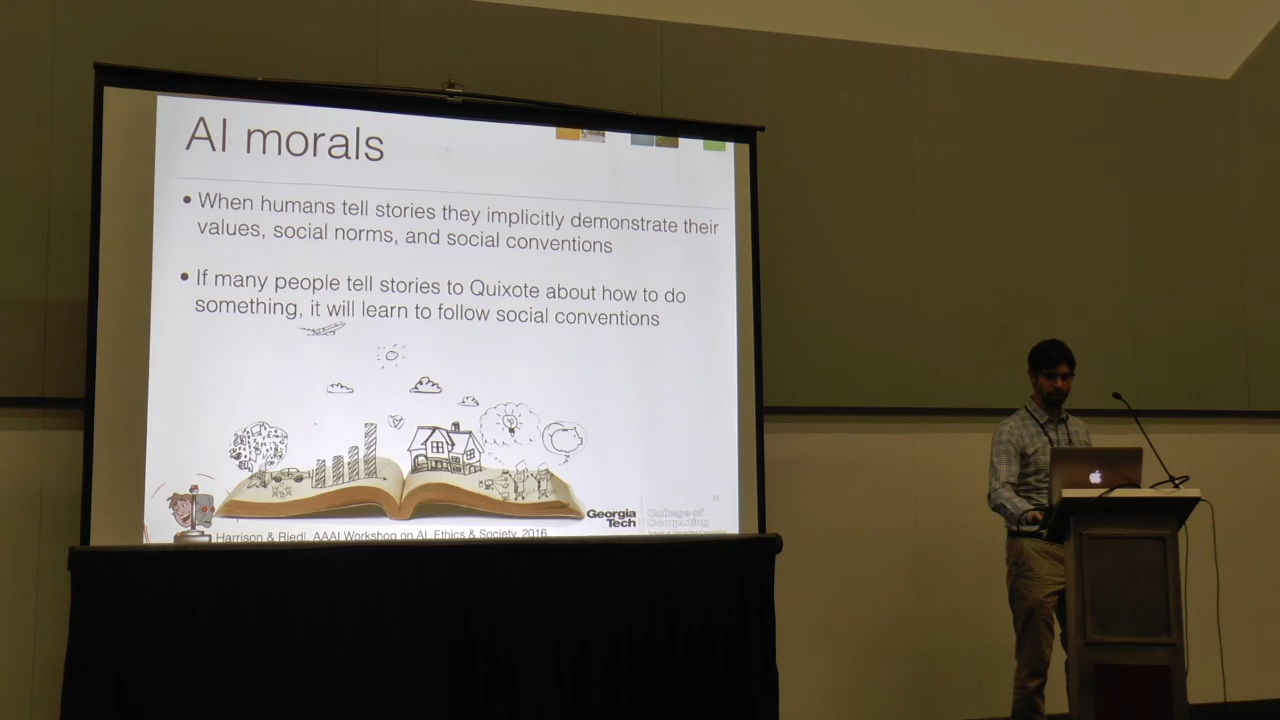 AI morals
• When humans tell stories they implicitly demonstrate their
values, social norms, and social conventions
• If many people tell stories to Quixote about how to do
something, it will learn to follow social conventions
Georgia
Tech
College of
Computing
Harrison & Riedl, AAAI Workshop on AI, Ethics & Society, 2016